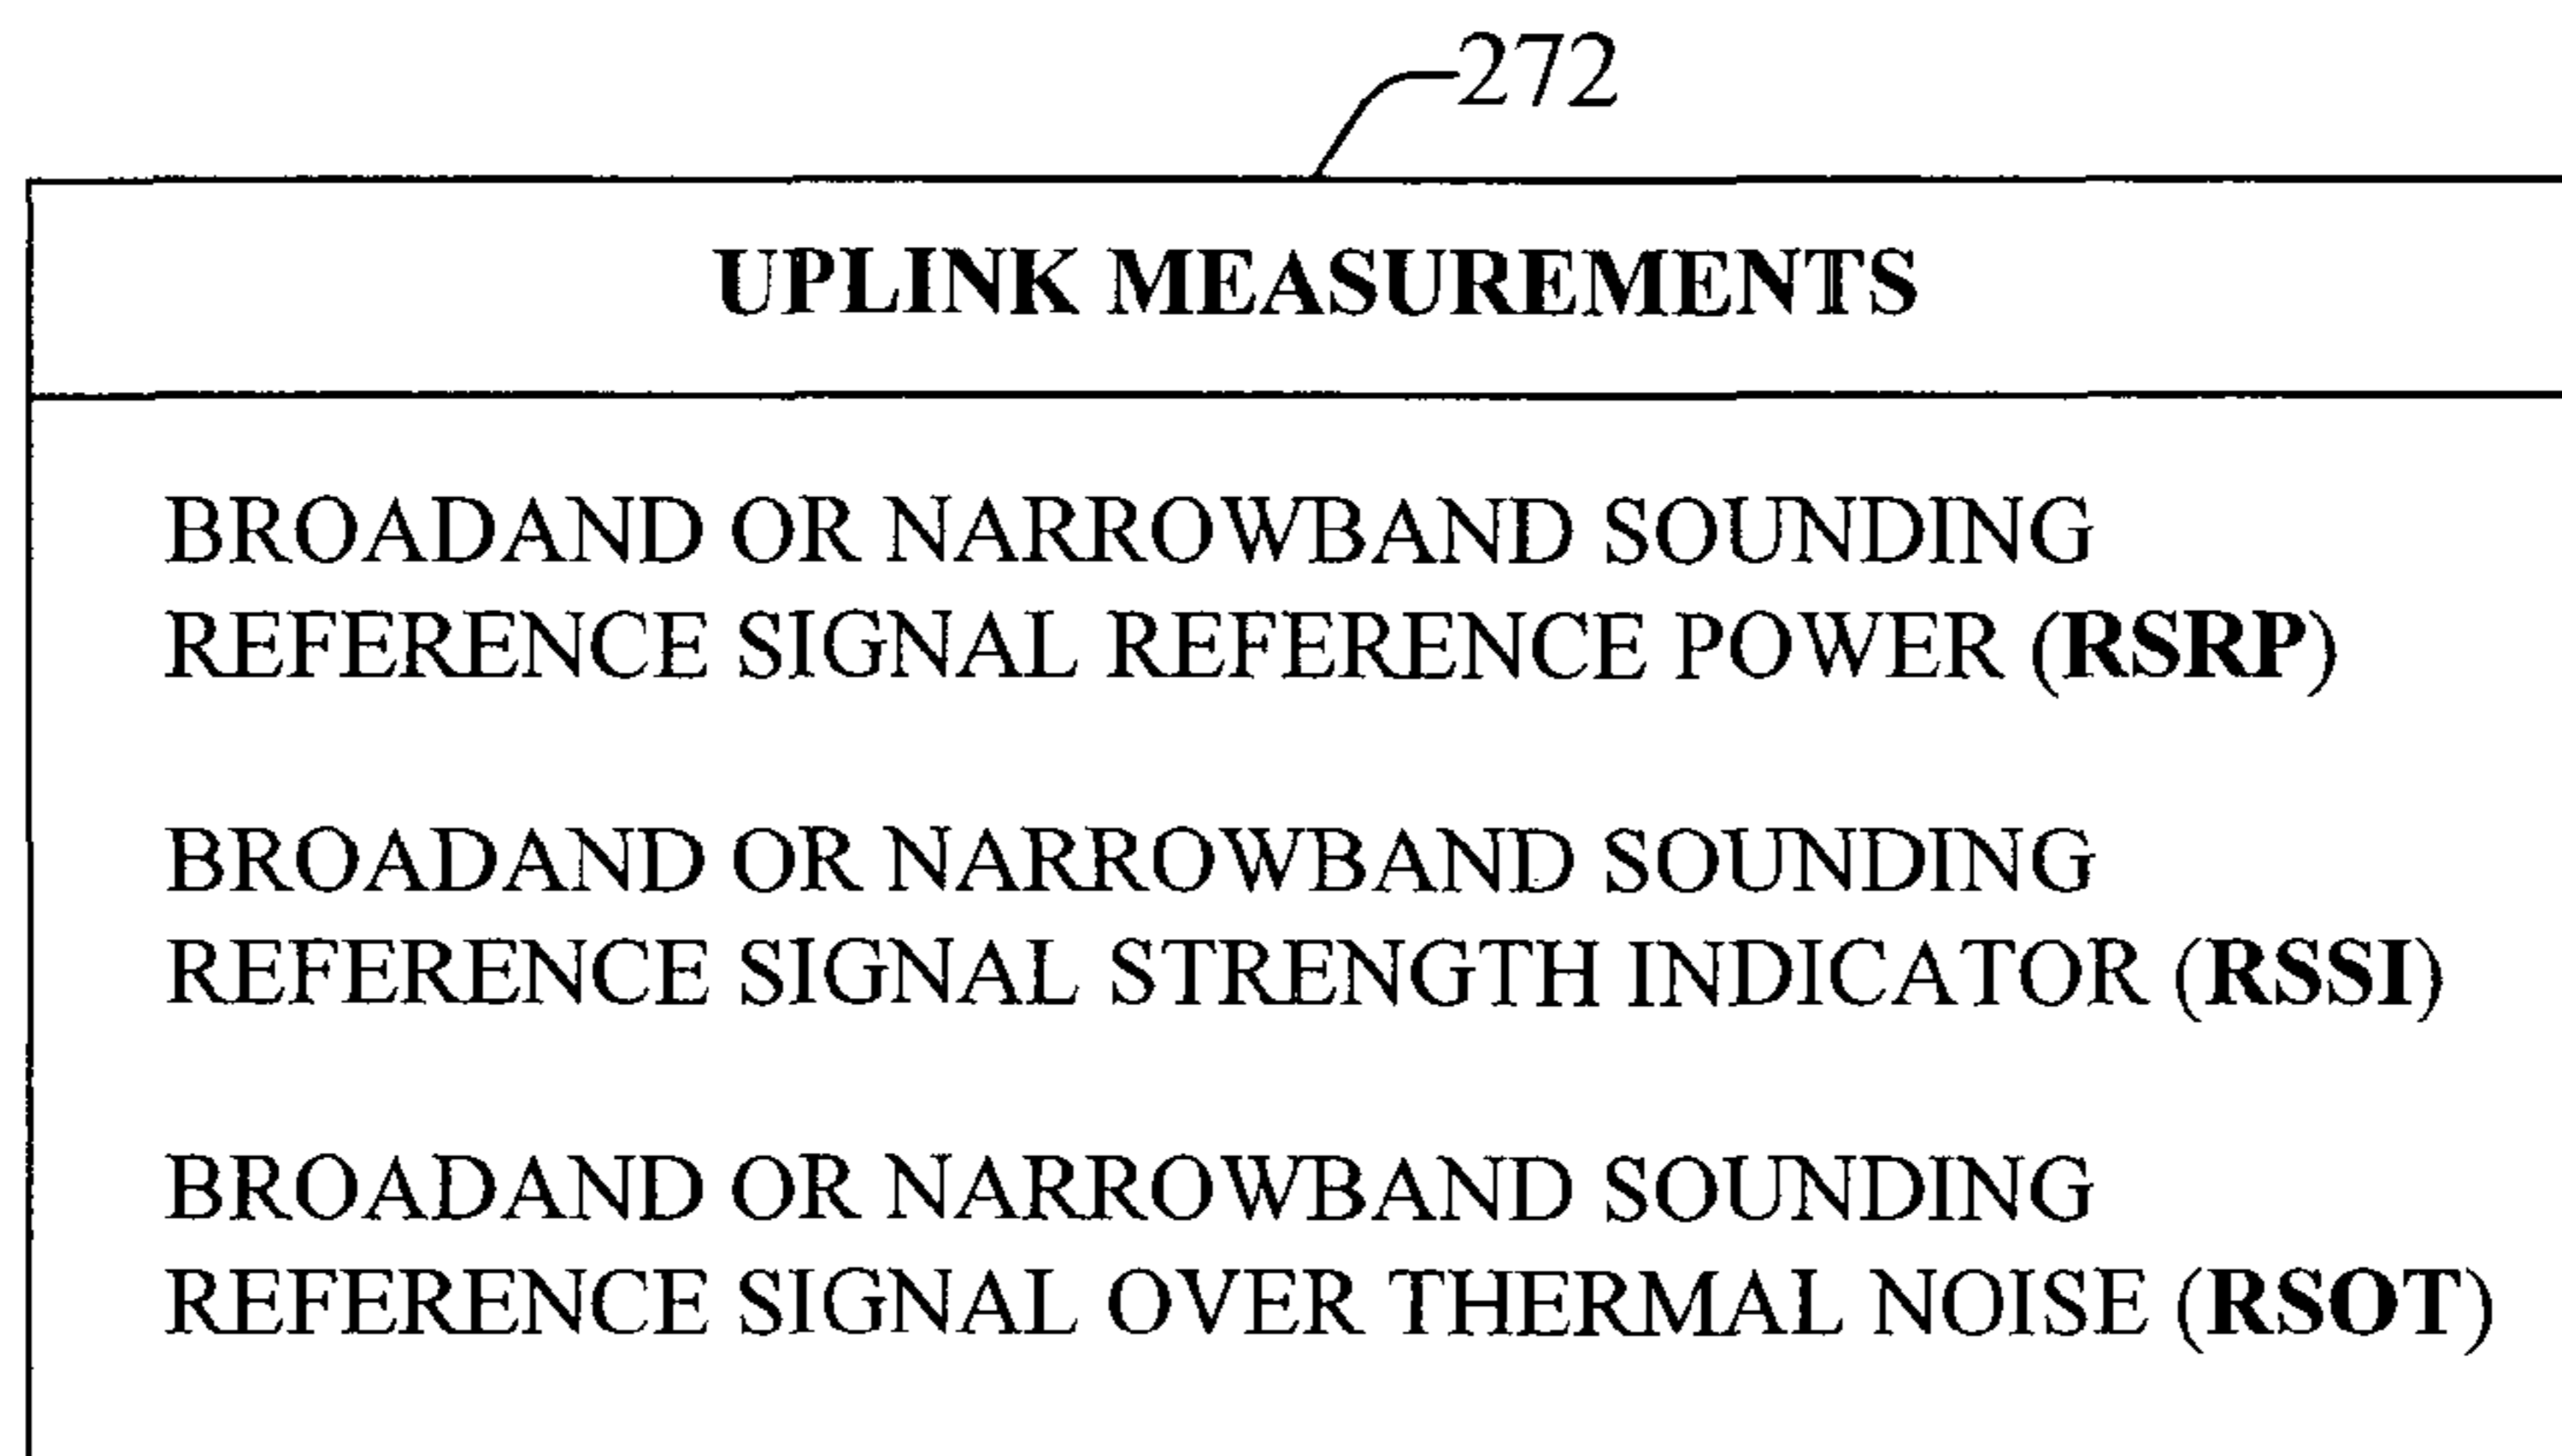 272
UPLINK MEASUREMENTS
BROADAND OR NARROWBAND SOUNDING
REFERENCE SIGNAL REFERENCE POWER (RSRP)
BROADAND OR NARROWBAND SOUNDING
REFERENCE SIGNAL STRENGTH INDICATOR (RSSI)
BROADAND OR NARROWBAND SOUNDING
REFERENCE SIGNAL OVER THERMAL NOISE (RSOT)